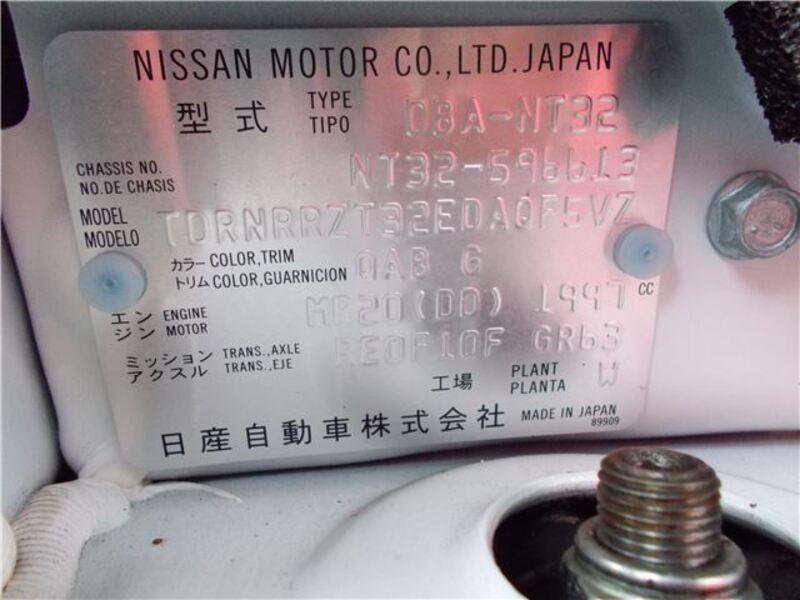 NISSAN MOTOR CO.,LTD.JAPAN
型式 TYPE TIPO DBA-NT32
CHASSIS NO. NO.DE CHASIS NT32-596613
MODEL MODELO TDRNRRZT32EDAQF5VZ
カラー COLOR,TRIM トリム COLOR,GUARNICION QAB G
エンジン ENGINE MOTOR MR20(DD) 1997 CC
ミッション アクスル TRANS.,AXLE TRANS.,EJE RE0F10F GR63
工場 PLANT PLANTA W
日産自動車株式会社 MADE IN JAPAN
89909